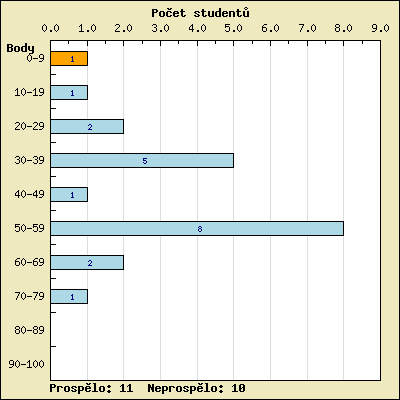 Počet studentů
0.0 1.0 2.0 3.0 4.0 5.0 6.0 7.0 8.0 9.0
Body
0-9 1
10-19 1
20-29 2
30-39 5
40-49 1
50-59 8
60-69 2
70-79 1
80-89
90-100
Prospělo: 11 Neprospělo: 10